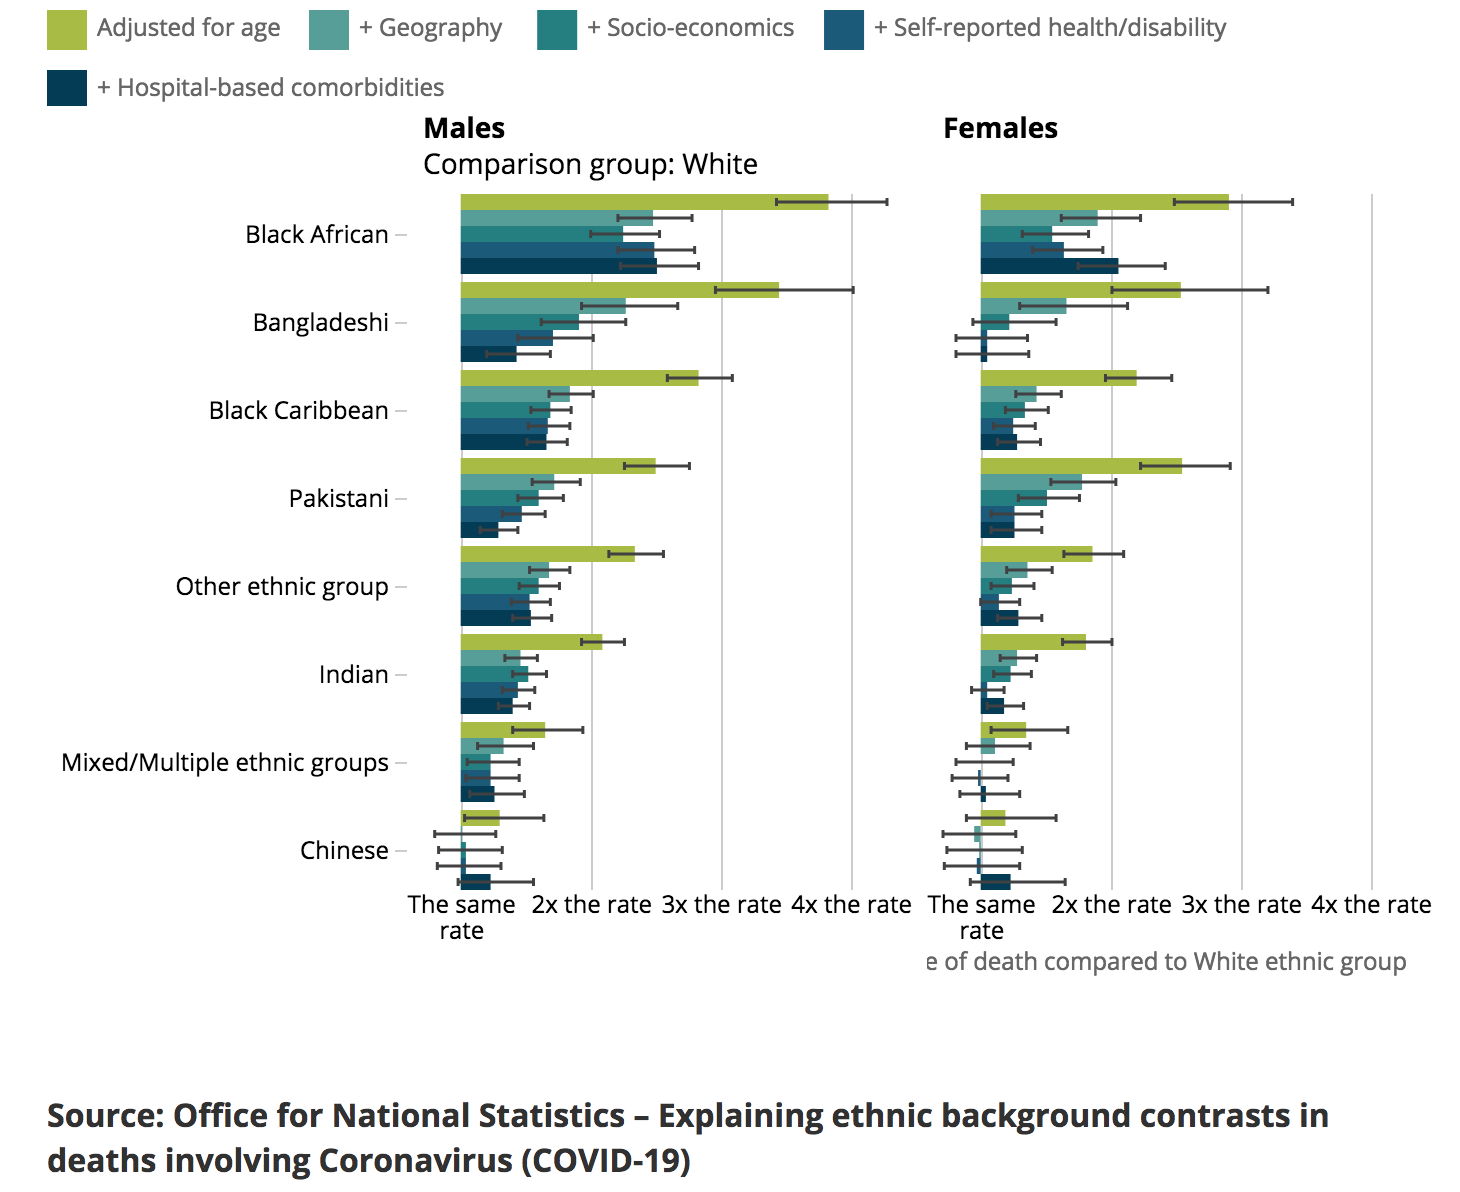 Adjusted for age
+ Geography
+ Socio-economics
+ Self-reported health/disability
+ Hospital-based comorbidities
Males
Females
Comparison group: White
Black African
Bangladeshi
Black Caribbean
Pakistani
Other ethnic group
Indian
Mixed/Multiple ethnic groups
Chinese
The same rate
2x the rate
3x the rate
4x the rate
The same rate
2x the rate
3x the rate
4x the rate
e of death compared to White ethnic group
Source: Office for National Statistics – Explaining ethnic background contrasts in
deaths involving Coronavirus (COVID-19)